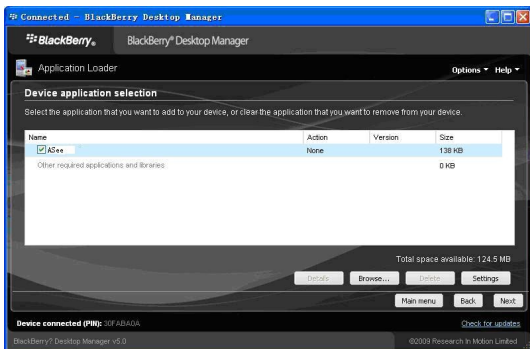 Connected - BlackBerry Desktop Manager
BlackBerry® BlackBerry® Desktop Manager
Application Loader Options Help
Device application selection
Select the application that you want to add to your device, or clear the application that you want to remove from your device.
Name Action Version Size
ASee None 138 KB
Other required applications and libraries 0 KB
Total space available: 124.5 MB
Details Browse... Delete Settings
Main menu Back Next
Device connected (PIN): 30FABA0A Check for updates
BlackBerry? Desktop Manager v5.0 ©2009 Research In Motion Limited